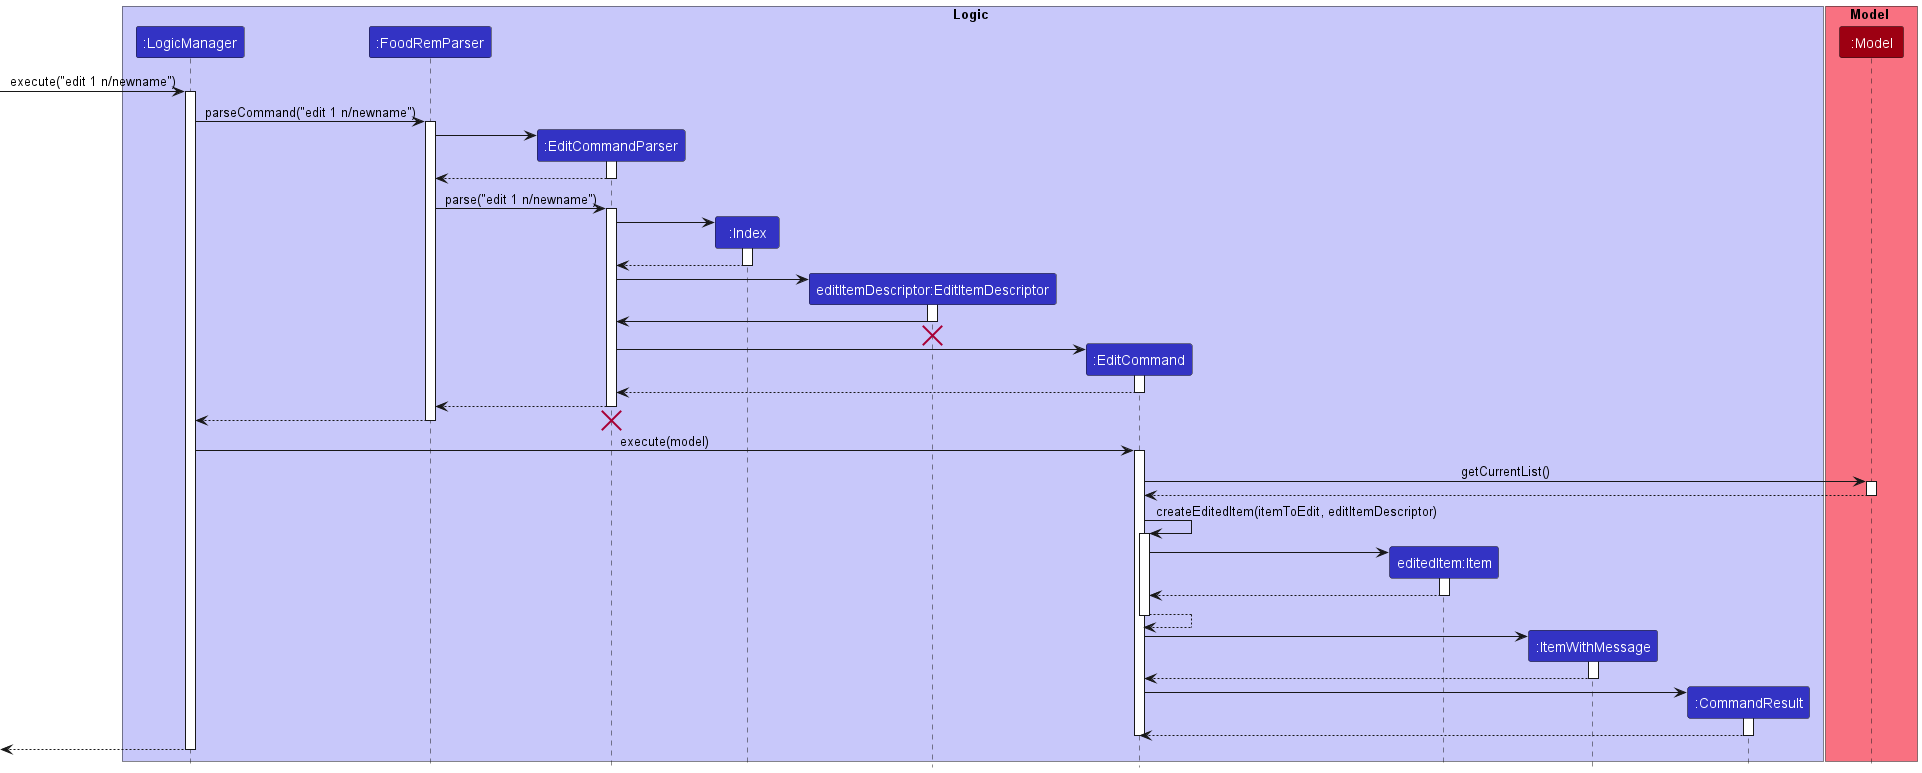 Logic
Model
:LogicManager
:FoodRemParser
:Model
execute("edit 1 n/newname")
parseCommand("edit 1 n/newname")
:EditCommandParser
parse("edit 1 n/newname")
:Index
editItemDescriptor:EditItemDescriptor
:EditCommand
execute(model)
getCurrentList()
createEditedItem(itemToEdit, editItemDescriptor)
editedItem:Item
:ItemWithMessage
:CommandResult